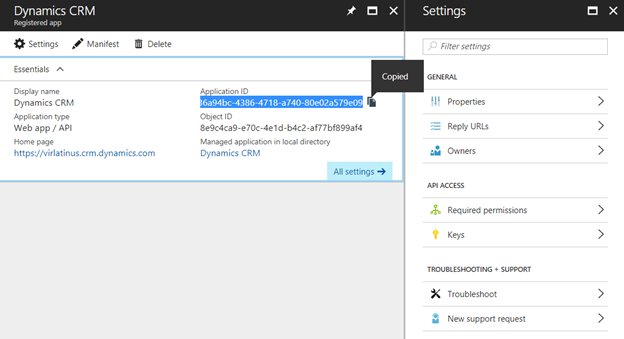 Dynamics CRM
Registered app
Settings Manifest Delete
Essentials
Display name
Dynamics CRM
Application type
Web app / API
Home page
https://virlatinus.crm.dynamics.com
Application ID
l6a94bc-4386-4718-a740-80e02a579e09
Copied
Object ID
8e9c4ca9-e70c-4e1d-b4c2-af77bf899af4
Managed application in local directory
Dynamics CRM
All settings
Settings
Filter settings
GENERAL
Properties
Reply URLs
Owners
API ACCESS
Required permissions
Keys
TROUBLESHOOTING + SUPPORT
Troubleshoot
New support request